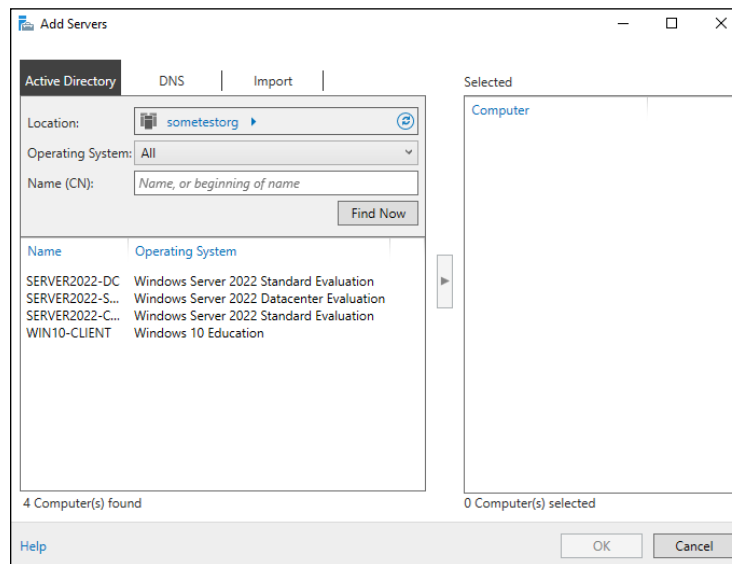 Add Servers
Active Directory
DNS
Import
Location:
sometestorg
Operating System:
All
Name (CN):
Name, or beginning of name
Find Now
Name
Operating System
SERVER2022-DC Windows Server 2022 Standard Evaluation
SERVER2022-S... Windows Server 2022 Datacenter Evaluation
SERVER2022-C... Windows Server 2022 Standard Evaluation
WIN10-CLIENT Windows 10 Education
4 Computer(s) found
Selected
Computer
0 Computer(s) selected
Help
OK
Cancel